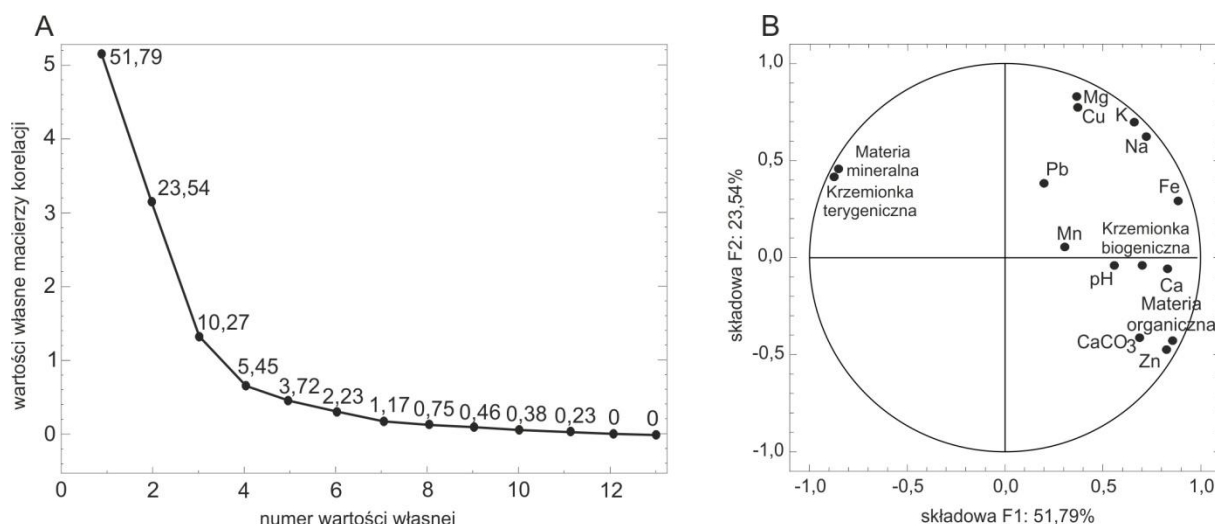 A
5
4
3
2
1
0
wartości własne macierzy korelacji
51,79
23,54
10,27
5,45
3,72
2,23
1,17
0,75
0,46
0,38
0,23
0
0
0
2
4
6
8
10
12
numer wartości własnej
B
1,0
0,5
0,0
-0,5
-1,0
składowa F2: 23,54%
Mg
Cu
K
Na
Materia
mineralna
Krzemionka
terygeniczna
Pb
Fe
Mn
Krzemionka
biogeniczna
pH
Ca
Materia
organiczna
CaCO3
Zn
-1,0
-0,5
0,0
0,5
1,0
składowa F1: 51,79%